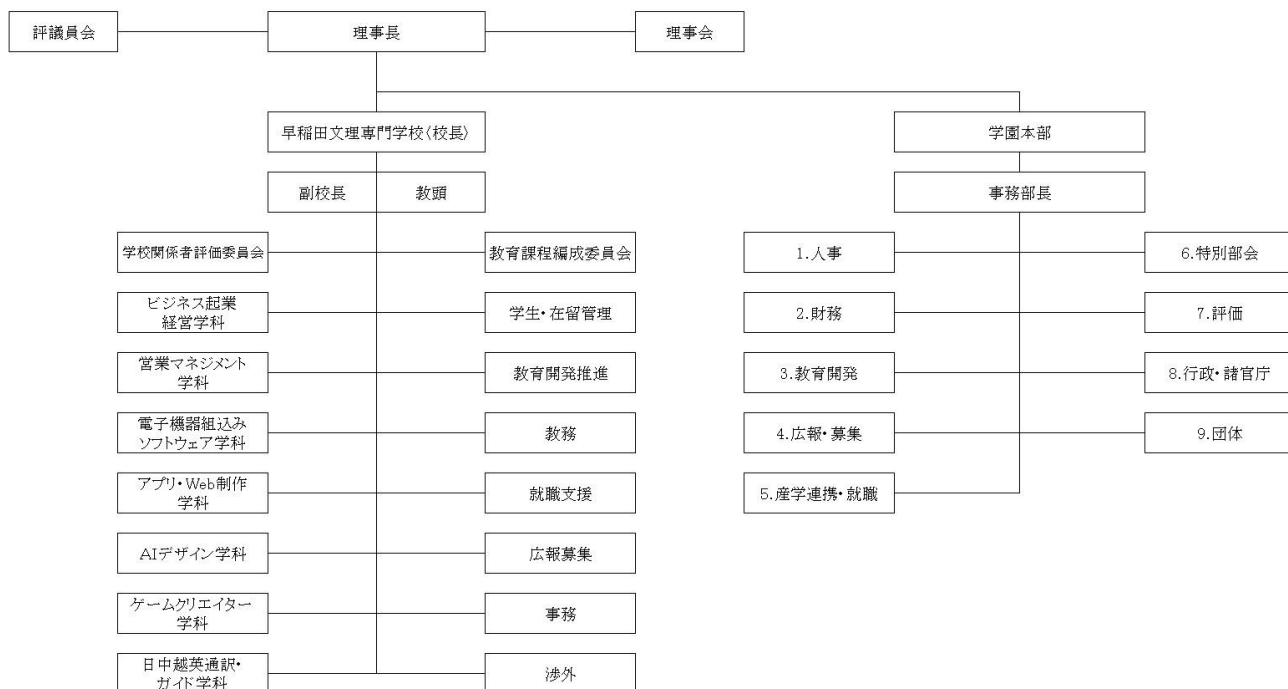 評議員会
理事長
理事会
早稲田文理専門学校〈校長〉
学園本部
副校長
教頭
事務部長
学校関係者評価委員会
教育課程編成委員会
1.人事
6.特別部会
ビジネス起業
経営学科
学生・在留管理
2.財務
7.評価
営業マネジメント
学科
教育開発推進
3.教育開発
8.行政・諸官庁
電子機器組込み
ソフトウェア学科
教務
4.広報・募集
9.団体
アプリ・Web制作
学科
就職支援
5.産学連携・就職
AIデザイン学科
広報募集
ゲームクリエイター
学科
事務
日中越英通訳・
ガイド学科
渉外